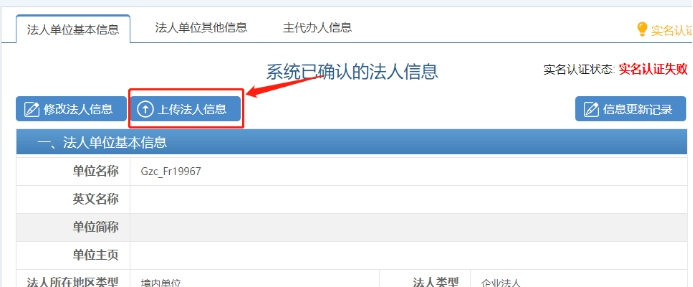 法人单位基本信息 法人单位其他信息 主代办人信息 实名认证
系统已确认的法人信息 实名认证状态: 实名认证失败
修改法人信息 上传法人信息 信息更新记录
一、法人单位基本信息
单位名称 Gzc_Fr19967
英文名称
单位简称
单位主页
法人所在地区类型 境内单位 法人类型 企业法人